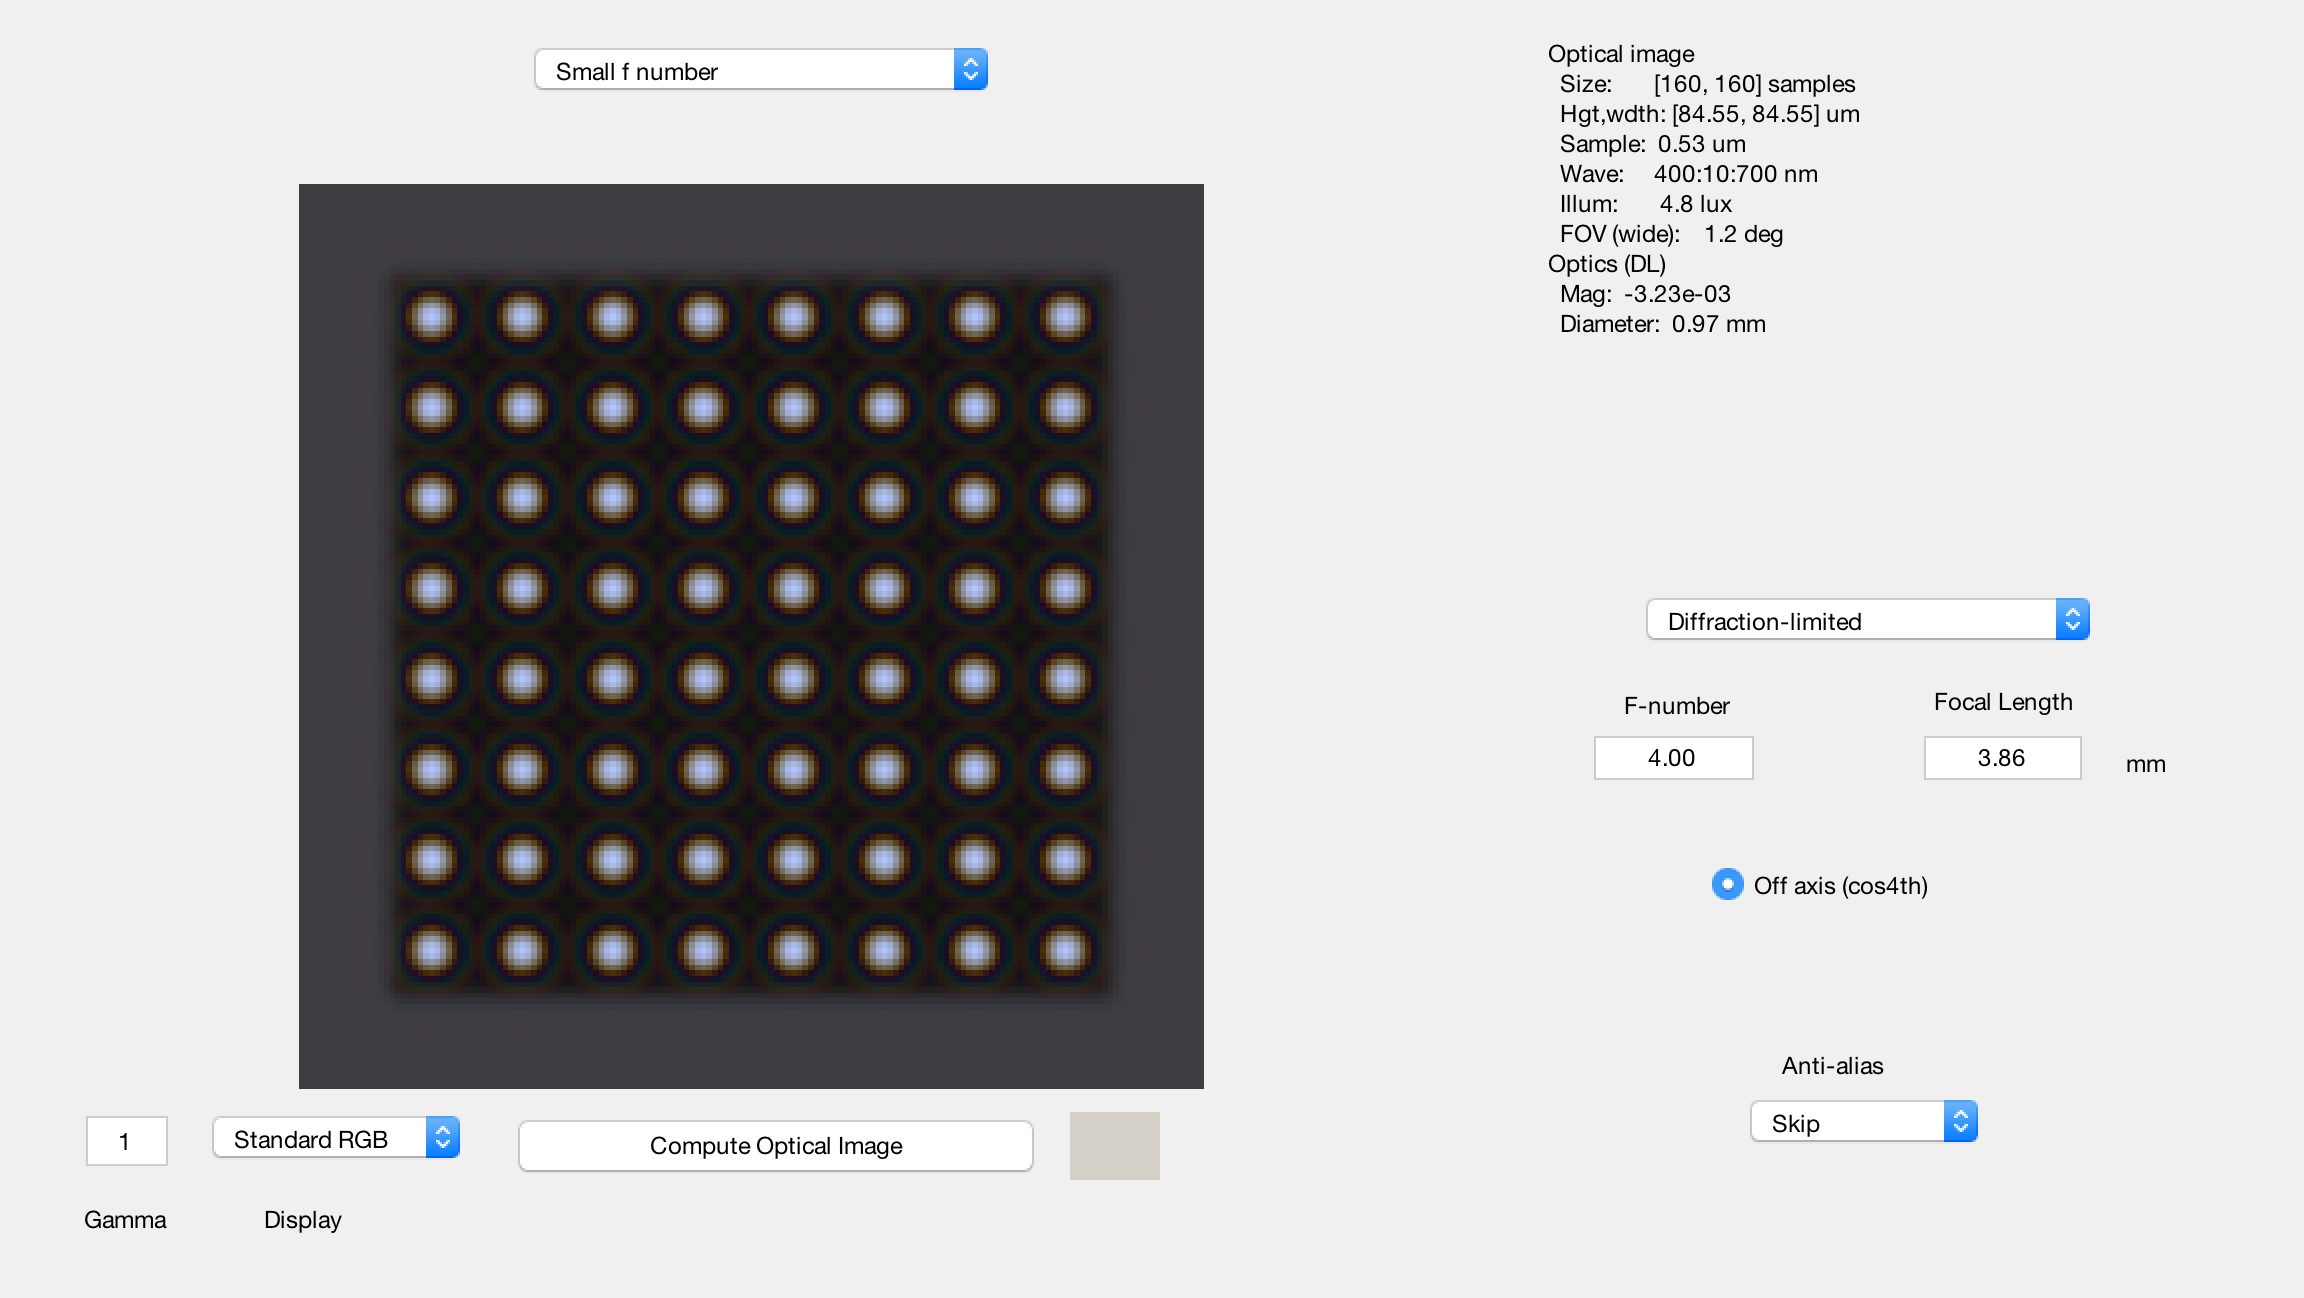 Small f number
Optical image
Size: [160, 160] samples
Hgt,wdth: [84.55, 84.55] um
Sample: 0.53 um
Wave: 400:10:700 nm
Illum: 4.8 lux
FOV (wide): 1.2 deg
Optics (DL)
Mag: -3.23e-03
Diameter: 0.97 mm
Diffraction-limited
F-number
Focal Length
4.00
3.86
mm
Off axis (cos4th)
Anti-alias
Skip
1
Standard RGB
Compute Optical Image
Gamma
Display